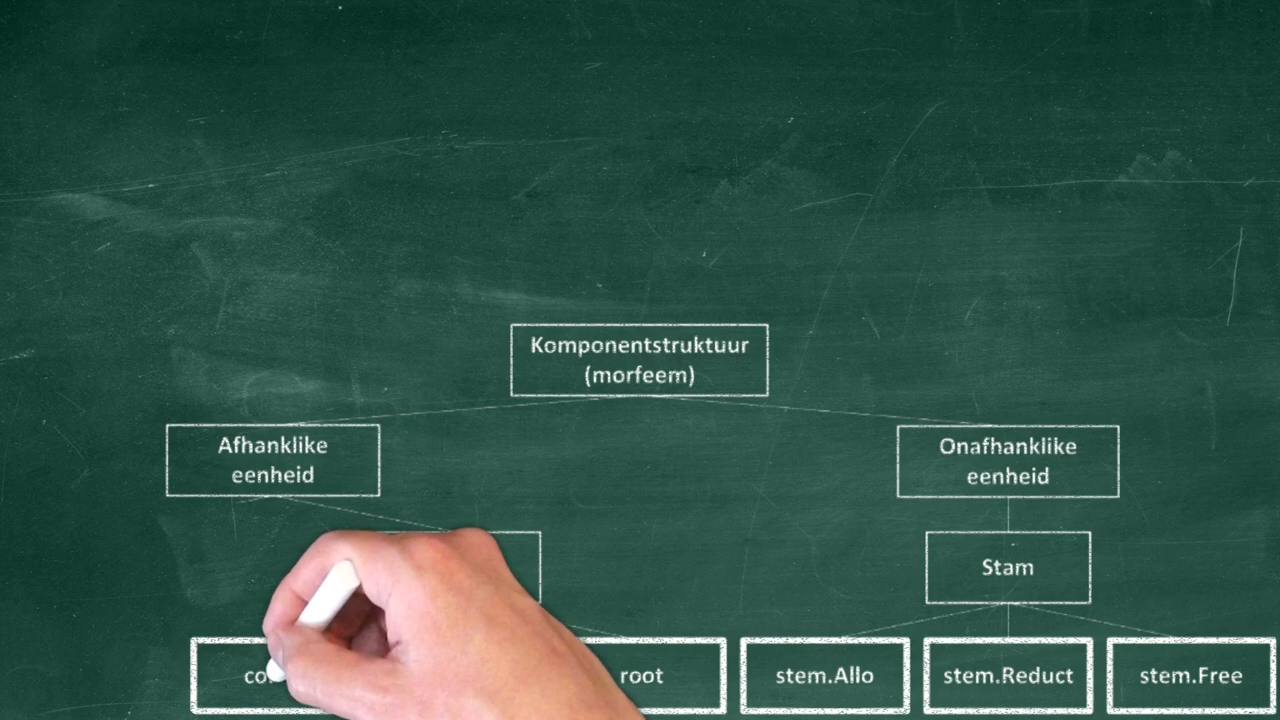 Komponentstruktuur
(morfeem)
Afhanklike
eenheid
Onafhanklike
eenheid
Stam
root
stem.Allo
stem.Reduct
stem.Free